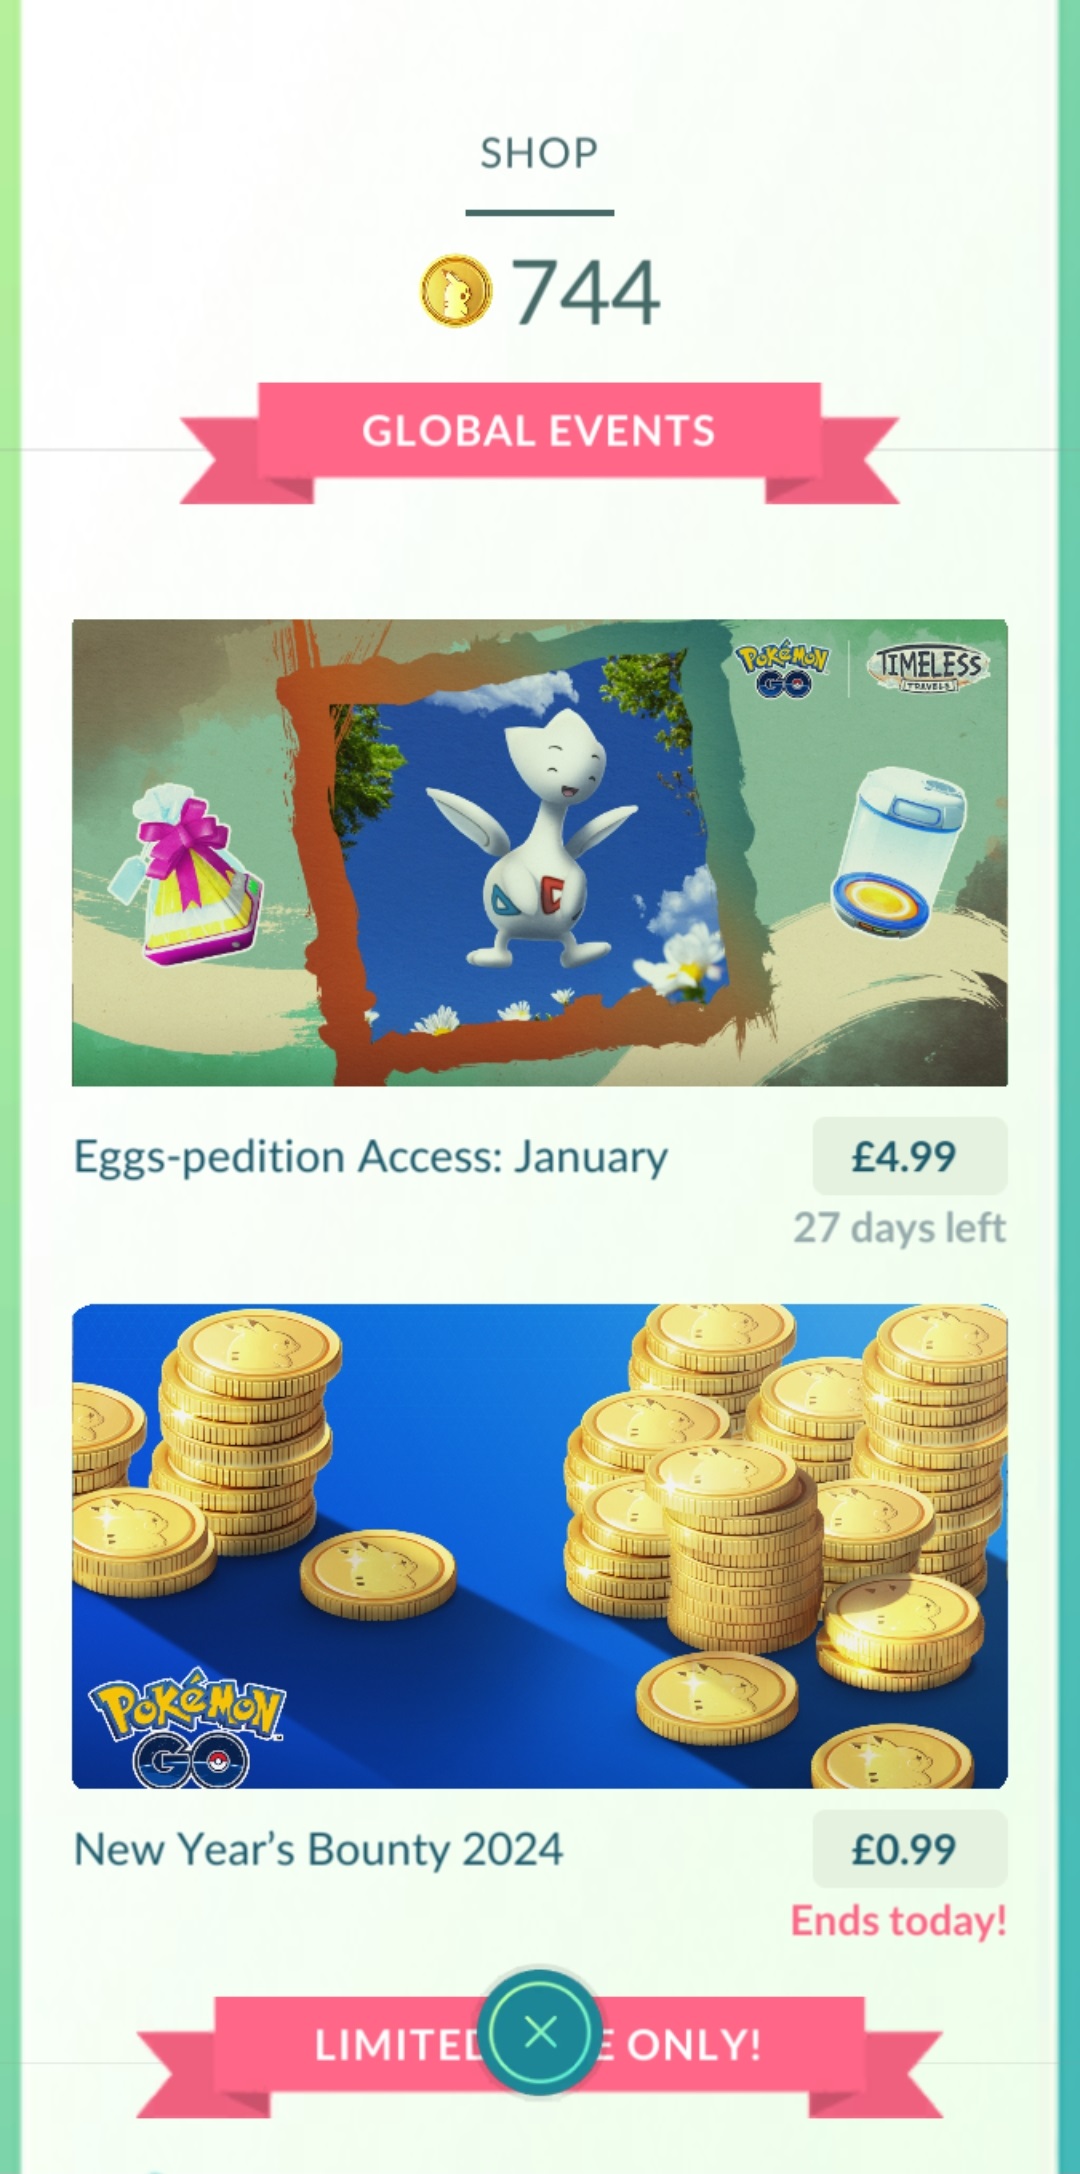 SHOP
744
GLOBAL EVENTS
POKéMON
GO
TIMELESS
TRAVELS
Eggs-pedition Access: January
£4.99
27 days left
POKéMON
GO
New Year’s Bounty 2024
£0.99
Ends today!
LIMITED ONLY!